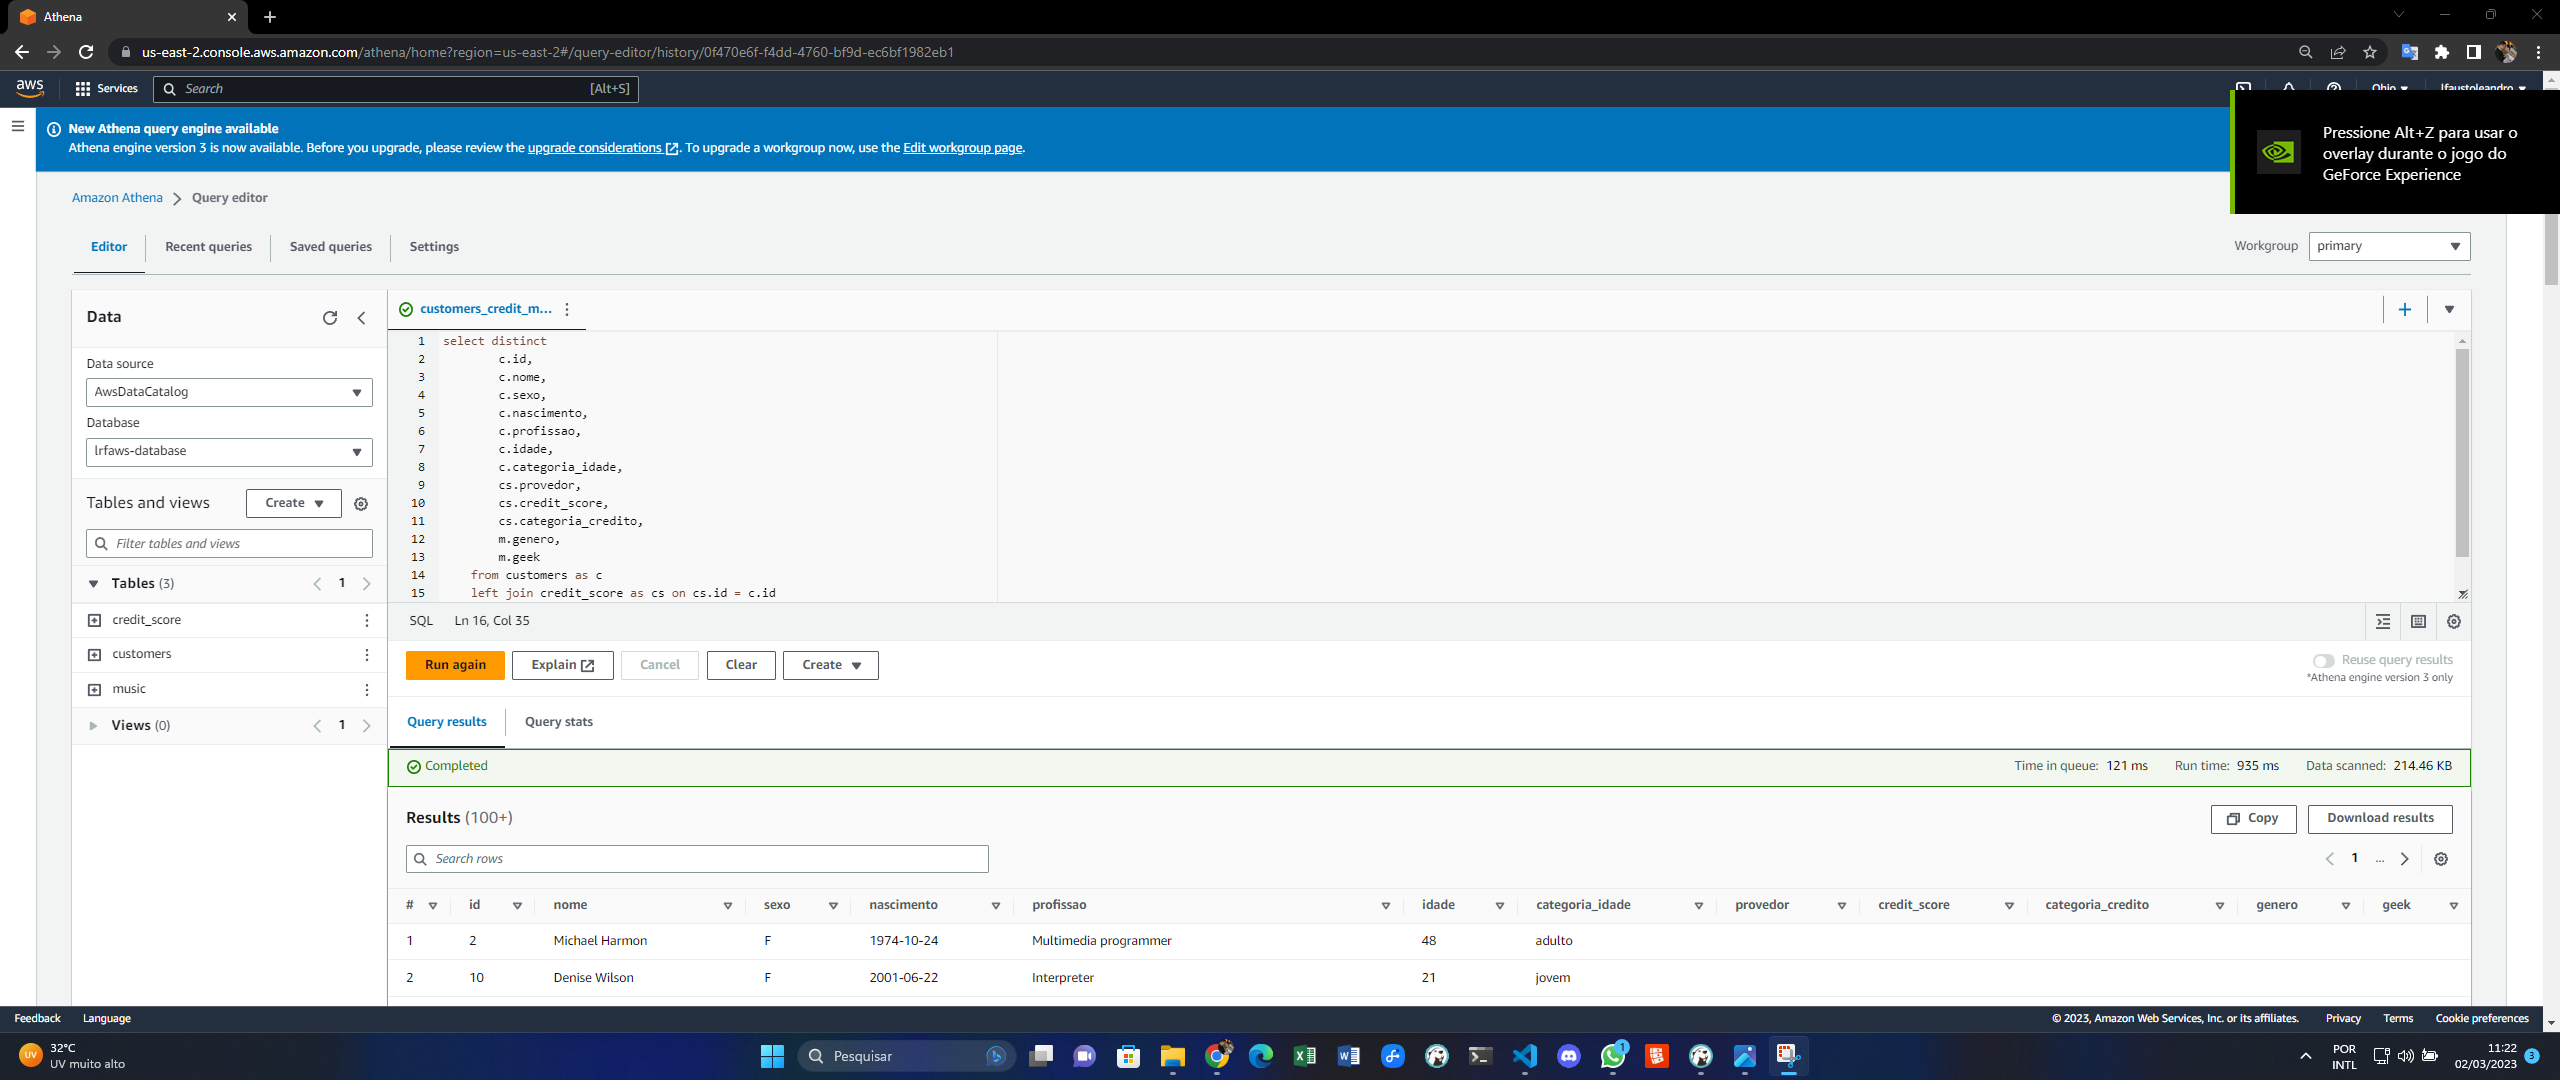 Athena
us-east-2.console.aws.amazon.com/athena/home?region=us-east-2#/query-editor/history/0f470e6f-f4dd-4760-bf9d-ec6bf1982eb1
aws
Services
Search
[Alt+S]
Ohio
lfaustoleandro
New Athena query engine available
Athena engine version 3 is now available. Before you upgrade, please review the upgrade considerations. To upgrade a workgroup now, use the Edit workgroup page.
Pressione Alt+Z para usar o
overlay durante o jogo do
GeForce Experience
Amazon Athena
Query editor
Editor
Recent queries
Saved queries
Settings
Workgroup
primary
Data
Data source
AwsDataCatalog
Database
lrfaws-database
Tables and views
Create
Filter tables and views
Tables (3)
1
credit_score
customers
music
Views (0)
1
customers_credit_m...
1 select distinct
2 c.id,
3 c.nome,
4 c.sexo,
5 c.nascimento,
6 c.profissao,
7 c.idade,
8 c.categoria_idade,
9 cs.provedor,
10 cs.credit_score,
11 cs.categoria_credito,
12 m.genero,
13 m.geek
14 from customers as c
15 left join credit_score as cs on cs.id = c.id
SQL
Ln 16, Col 35
Run again
Explain
Cancel
Clear
Create
Reuse query results
*Athena engine version 3 only
Query results
Query stats
Completed
Time in queue: 121 ms
Run time: 935 ms
Data scanned: 214.46 KB
Results (100+)
Copy
Download results
Search rows
1 ...
# id nome sexo nascimento profissao idade categoria_idade provedor credit_score categoria_credito genero geek
1 2 Michael Harmon F 1974-10-24 Multimedia programmer 48 adulto
2 10 Denise Wilson F 2001-06-22 Interpreter 21 jovem
Feedback
Language
© 2023, Amazon Web Services, Inc. or its affiliates.
Privacy
Terms
Cookie preferences
UV
32°C
UV muito alto
Pesquisar
1
POR
INTL
11:22
02/03/2023
3